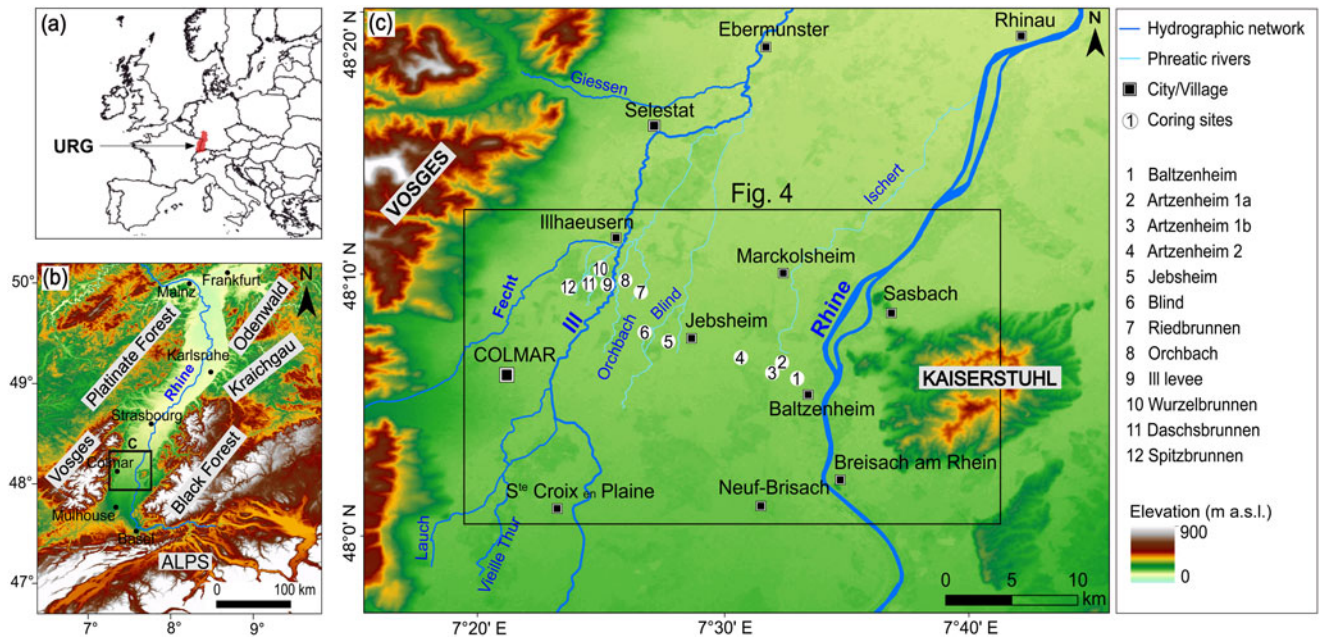 (a)
URG
(b)
N
50°
49°
48°
47°
7°
8°
9°
Frankfurt
Mainz
Odenwald
Platinate Forest
Karlsruhe
Kraichgau
Rhine
Strasbourg
Vosges
c
Colmar
Black Forest
Mulhouse
Basel
ALPS
0 100 km
(c)
N
48°20' N
48°10' N
48°0' N
7°20' E
7°30' E
7°40' E
Ebermunster
Rhinau
Giessen
Selestat
VOSGES
Ischert
Fig. 4
Illhaeusern
Marckolsheim
Fecht
Ill
Rhine
Sasbach
10
12
11
9
8
7
Blind
Orchbach
6
5
Jebsheim
4
2
3
1
COLMAR
KAISERSTUHL
Baltzenheim
Breisach am Rhein
Neuf-Brisach
Ste Croix en Plaine
Lauch
Vieille Thur
0 5 10
km
Hydrographic network
Phreatic rivers
City/Village
1 Coring sites
1 Baltzenheim
2 Artzenheim 1a
3 Artzenheim 1b
4 Artzenheim 2
5 Jebsheim
6 Blind
7 Riedbrunnen
8 Orchbach
9 Ill levee
10 Wurzelbrunnen
11 Daschsbrunnen
12 Spitzbrunnen
Elevation (m a.s.l.)
900
0